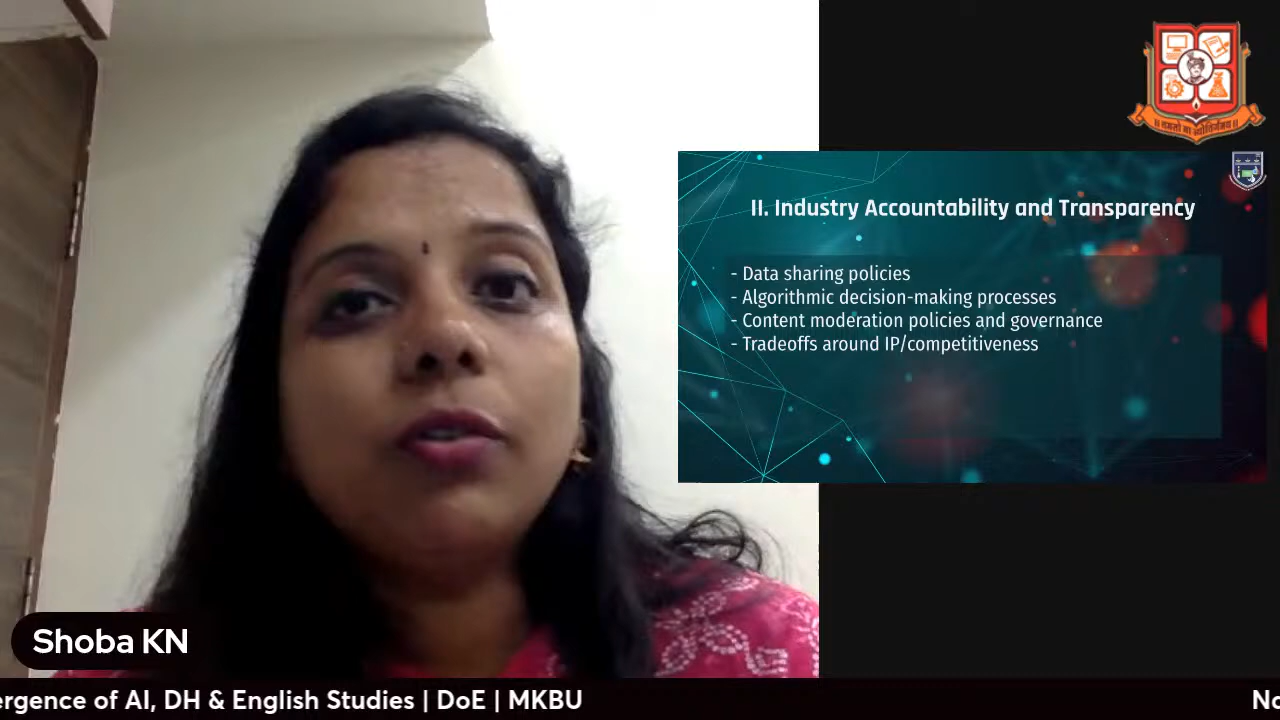 II. Industry Accountability and Transparency
- Data sharing policies
- Algorithmic decision-making processes
- Content moderation policies and governance
- Tradeoffs around IP/competitiveness
Shoba KN
ergence of AI, DH & English Studies | DoE | MKBU
No